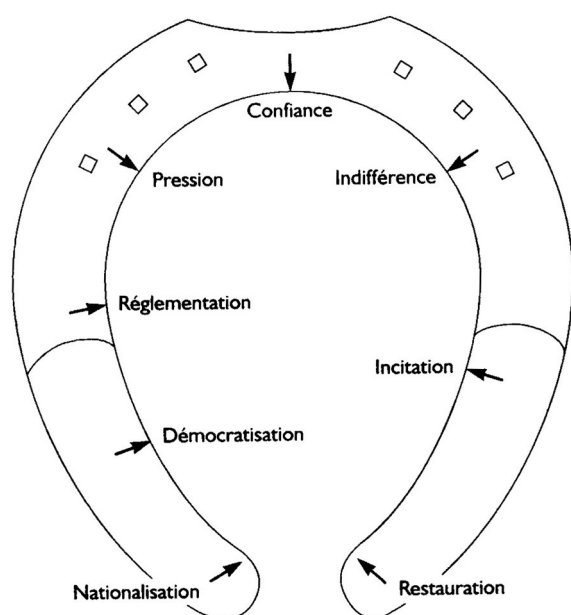 Confiance
Pression
Indifférence
Réglementation
Incitation
Démocratisation
Nationalisation
Restauration